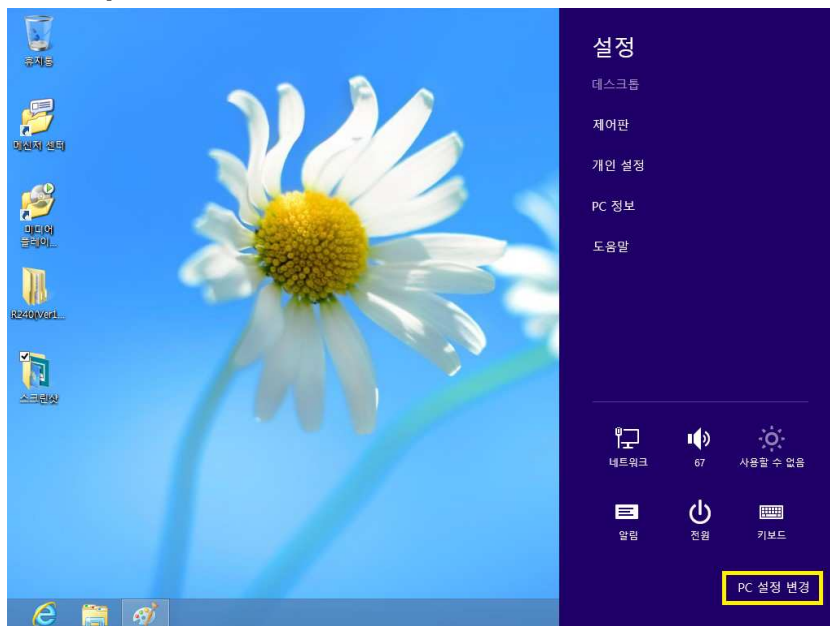 휴지통
메신저 센터
미디어
플레이...
R240(Ver1...
스크린샷
설정
데스크톱
제어판
개인 설정
PC 정보
도움말
네트워크
67
사용할 수 없음
알림
전원
키보드
PC 설정 변경